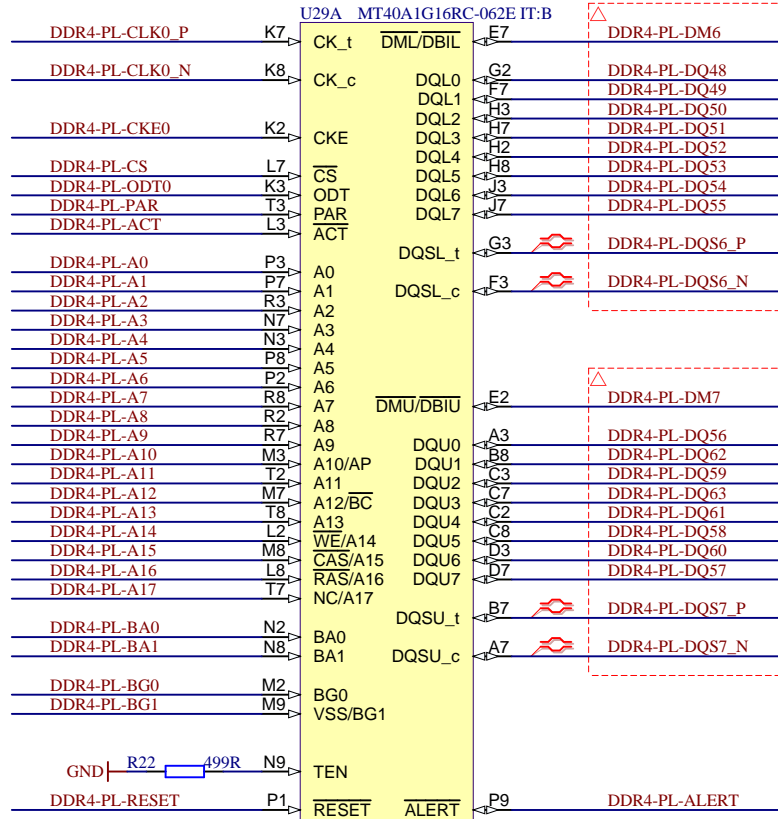 U29A MT40A1G16RC-062E IT:B
DDR4-PL-CLK0_P K7 CK_t DML/DBIL E7 DDR4-PL-DM6
DDR4-PL-CLK0_N K8 CK_c DQL0 G2 DDR4-PL-DQ48
DQL1 F7 DDR4-PL-DQ49
DQL2 H3 DDR4-PL-DQ50
DDR4-PL-CKE0 K2 CKE DQL3 H7 DDR4-PL-DQ51
DQL4 H2 DDR4-PL-DQ52
DDR4-PL-CS L7 CS DQL5 H8 DDR4-PL-DQ53
DDR4-PL-ODT0 K3 ODT DQL6 J3 DDR4-PL-DQ54
DDR4-PL-PAR T3 PAR DQL7 J7 DDR4-PL-DQ55
DDR4-PL-ACT L3 ACT
DQSL_t G3 DDR4-PL-DQS6_P
DDR4-PL-A0 P3 A0
DDR4-PL-A1 P7 A1 DQSL_c F3 DDR4-PL-DQS6_N
DDR4-PL-A2 R3 A2
DDR4-PL-A3 N7 A3
DDR4-PL-A4 N3 A4
DDR4-PL-A5 P8 A5
DDR4-PL-A6 P2 A6
DDR4-PL-A7 R8 A7 DMU/DBIU E2 DDR4-PL-DM7
DDR4-PL-A8 R2 A8
DDR4-PL-A9 R7 A9 DQU0 A3 DDR4-PL-DQ56
DDR4-PL-A10 M3 A10/AP DQU1 B8 DDR4-PL-DQ62
DDR4-PL-A11 T2 A11 DQU2 C3 DDR4-PL-DQ59
DDR4-PL-A12 M7 A12/BC DQU3 C7 DDR4-PL-DQ63
DDR4-PL-A13 T8 A13 DQU4 C2 DDR4-PL-DQ61
DDR4-PL-A14 L2 WE/A14 DQU5 C8 DDR4-PL-DQ58
DDR4-PL-A15 M8 CAS/A15 DQU6 D3 DDR4-PL-DQ60
DDR4-PL-A16 L8 RAS/A16 DQU7 D7 DDR4-PL-DQ57
DDR4-PL-A17 T7 NC/A17
DQSU_t B7 DDR4-PL-DQS7_P
DDR4-PL-BA0 N2 BA0
DDR4-PL-BA1 N8 BA1 DQSU_c A7 DDR4-PL-DQS7_N
DDR4-PL-BG0 M2 BG0
DDR4-PL-BG1 M9 VSS/BG1
GND R22 499R N9 TEN
DDR4-PL-RESET P1 RESET ALERT P9 DDR4-PL-ALERT